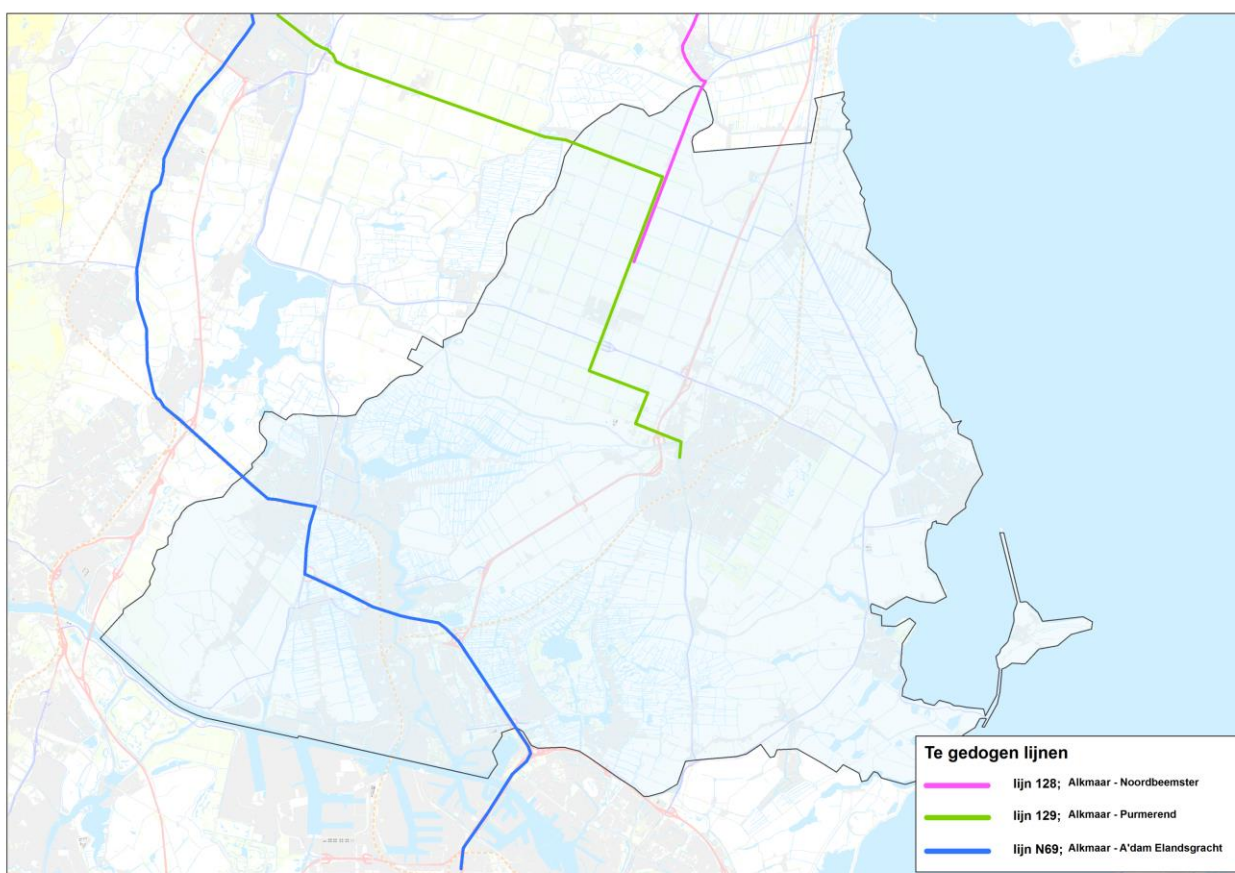 Te gedogen lijnen
lijn 128; Alkmaar - Noordbeemster
lijn 129; Alkmaar - Purmerend
lijn N69; Alkmaar - A'dam Elandsgracht